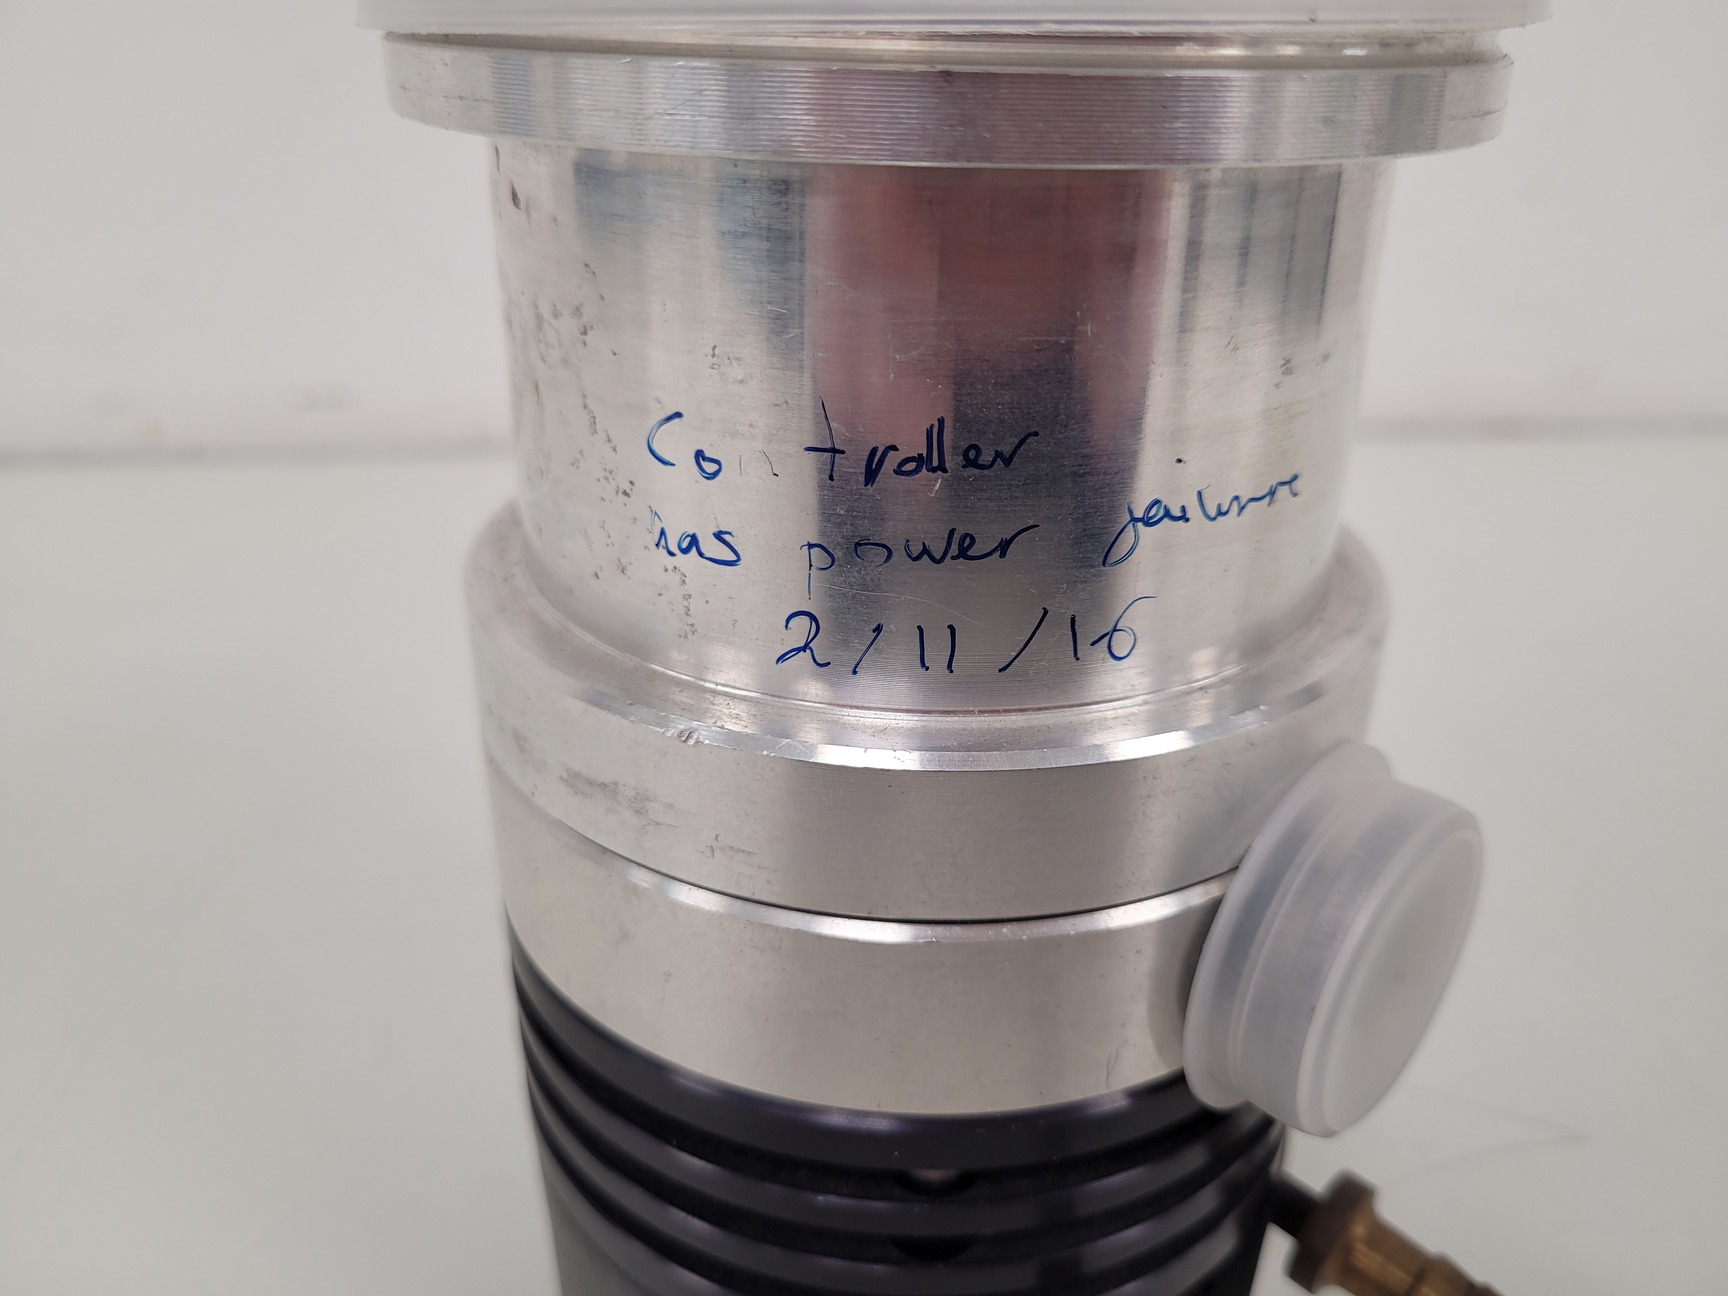 Controller
has power failure
2/11/16